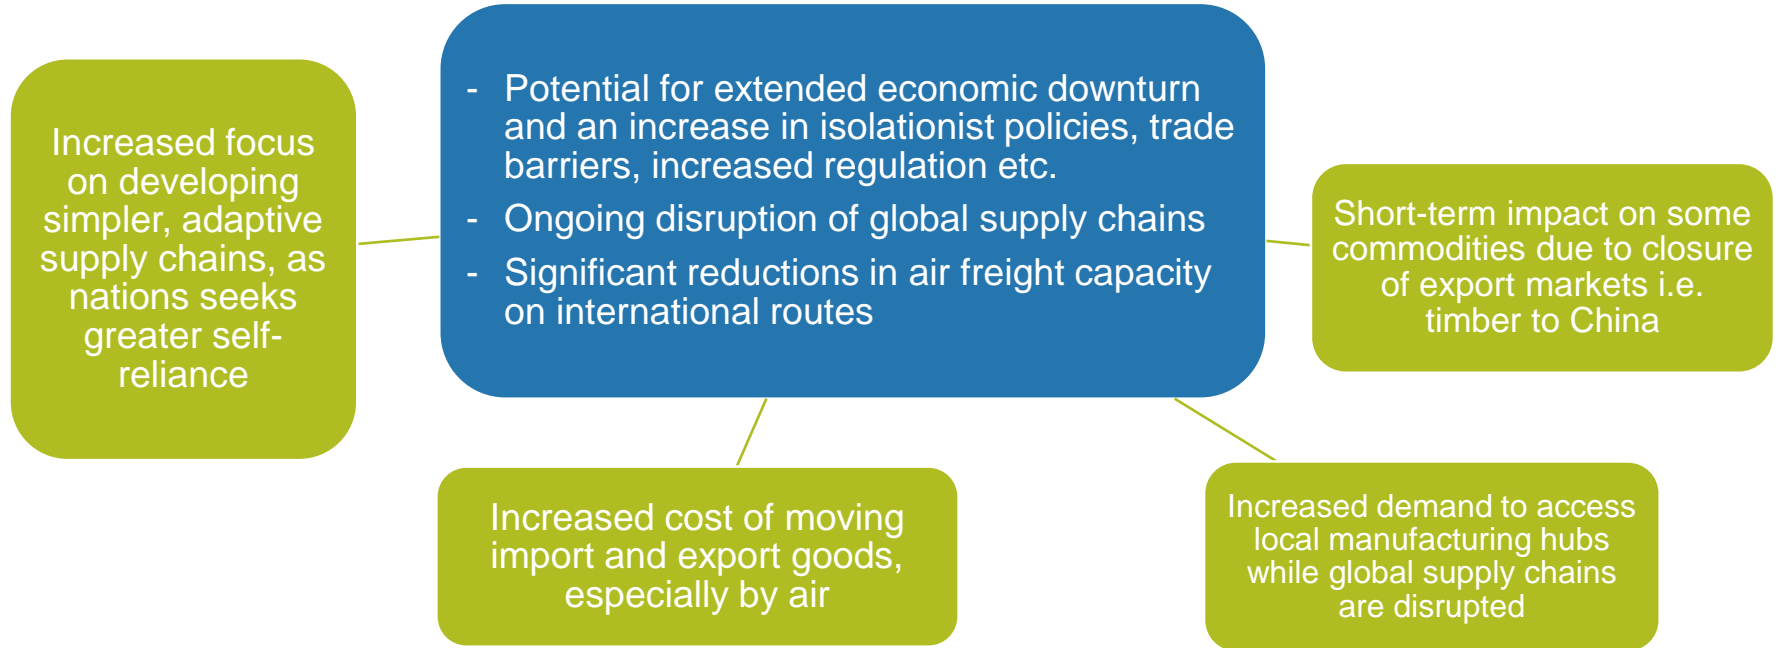 Increased focus
on developing
simpler, adaptive
supply chains, as
nations seeks
greater self-
reliance
- Potential for extended economic downturn
and an increase in isolationist policies, trade
barriers, increased regulation etc.
- Ongoing disruption of global supply chains
- Significant reductions in air freight capacity
on international routes
Short-term impact on some
commodities due to closure
of export markets i.e.
timber to China
Increased cost of moving
import and export goods,
especially by air
Increased demand to access
local manufacturing hubs
while global supply chains
are disrupted